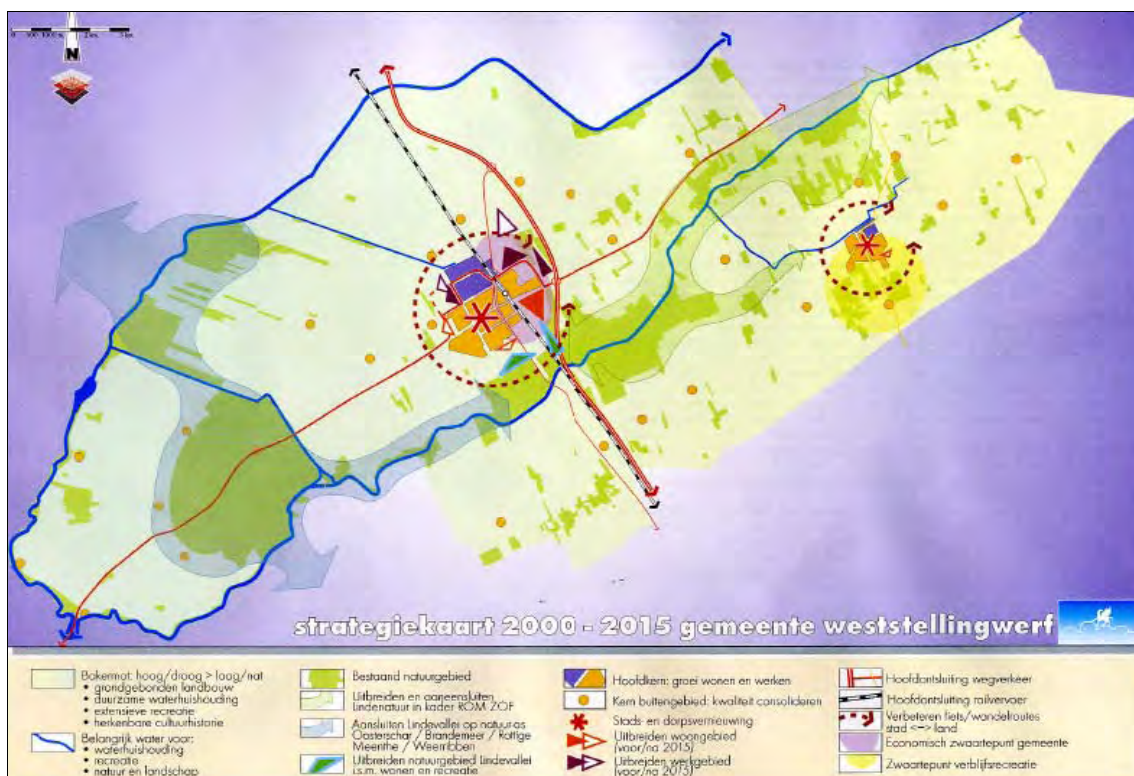 N
strategiekaart 2000 - 2015 gemeente weststellingwerf
Bakermat: hoog/droog > laag/nat
• grondgebonden landbouw
• duurzame waterhuishouding
• extensieve recreatie
• herkenbare cultuurhistorie
Belangrijk water voor:
• waterhuishouding
• recreatie
• natuur en landschap
Bestaand natuurgebied
Uitbreiden en aaneensluiten
Lindenatuur in kader ROM ZOF
Aansluiten Lindevallei op natuur-as
Oosterschar / Brandemeer / Rottige
Meenthe / Weerribben
Uitbreiden natuurgebied Lindevallei
i.s.m. wonen en recreatie
Hoofdkern: groei wonen en werken
Kern buitengebied: kwaliteit consolideren
Stads- en dorpsvernieuwing
Uitbreiden woongebied
(voor/na 2015)
Uitbreiden werkgebied
(voor/na 2015)
Hoofdontsluiting wegverkeer
Hoofdontsluiting railvervoer
Verbeteren fiets/wandelroutes
stad <-> land
Economisch zwaartepunt gemeente
Zwaartepunt verblijfsrecreatie